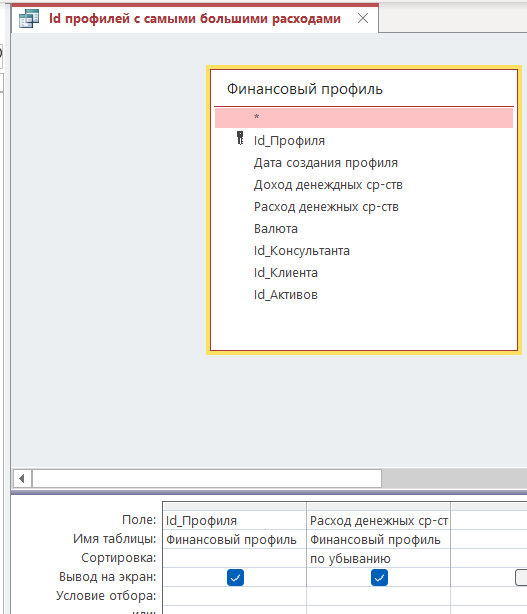 Id профилей с самыми большими расходами
Финансовый профиль
*
Id_Профиля
Дата создания профиля
Доход денеждных ср-ств
Расход денежных ср-ств
Валюта
Id_Консультанта
Id_Клиента
Id_Активов
Поле: Id_Профиля Расход денежных ср-ст
Имя таблицы: Финансовый профиль Финансовый профиль
Сортировка: по убыванию
Вывод на экран:
Условие отбора:
или: